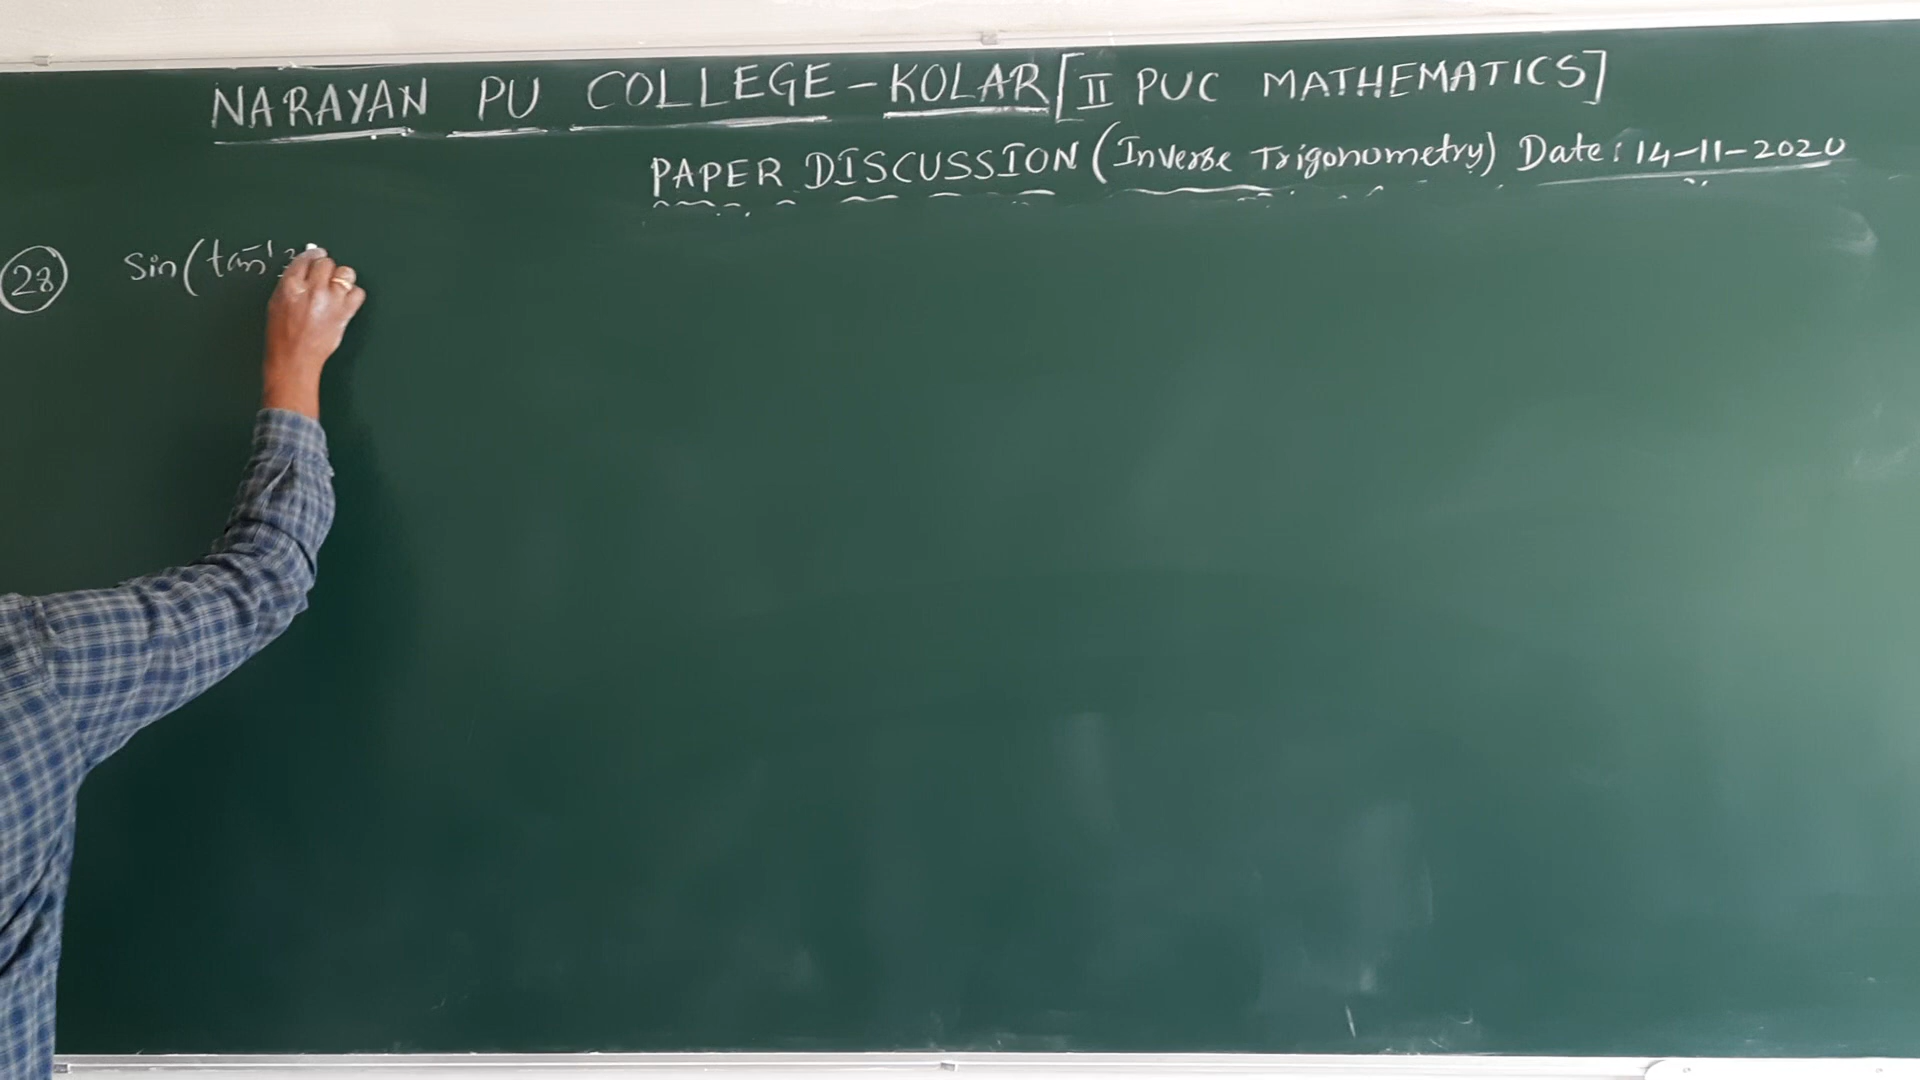 NARAYAN PU COLLEGE - KOLAR [II PUC MATHEMATICS]
PAPER DISCUSSION (Inverse Trigonometry) Date: 14-11-2020
28 Sin(tan⁻¹